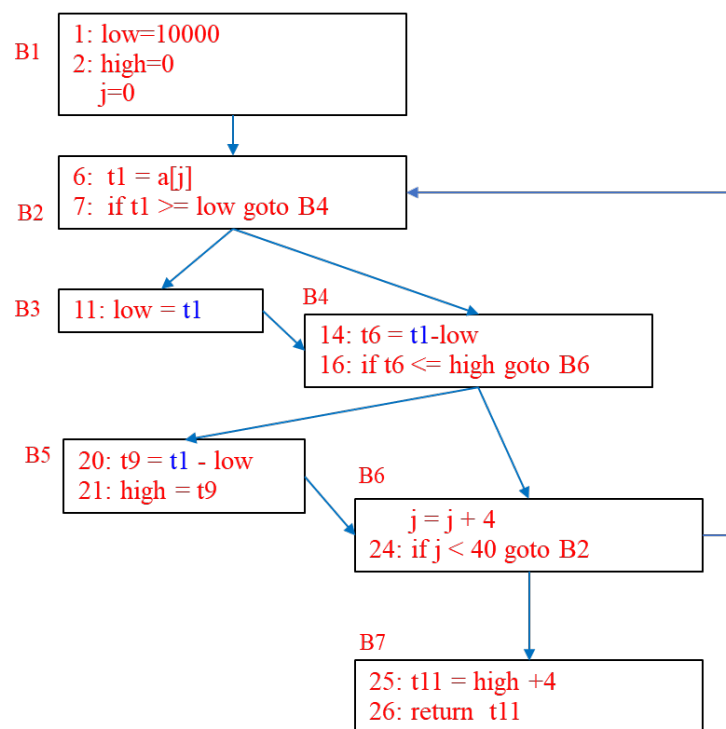 B1
1: low=10000
2: high=0
j=0
B2
6: t1 = a[j]
7: if t1 >= low goto B4
B3
11: low = t1
B4
14: t6 = t1-low
16: if t6 <= high goto B6
B5
20: t9 = t1 - low
21: high = t9
B6
j = j + 4
24: if j < 40 goto B2
B7
25: t11 = high +4
26: return t11